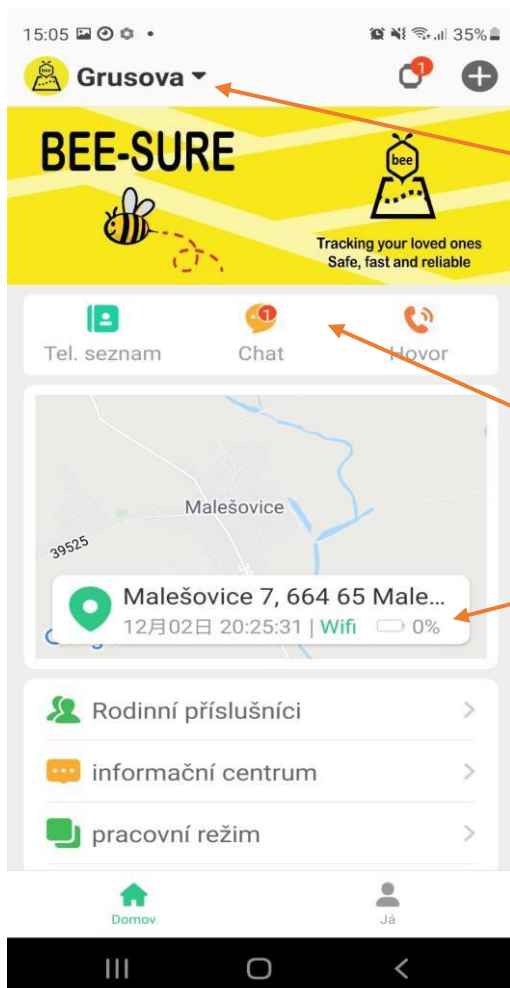 15:05 35%
Grusova 1
BEE-SURE
bee
Tracking your loved ones
Safe, fast and reliable
1
Tel. seznam Chat Hovor
Malešovice
39525
Malešovice 7, 664 65 Male...
12月02日 20:25:31 | Wifi 0%
Rodinní příslušníci
informační centrum
pracovní režim
Domov Já